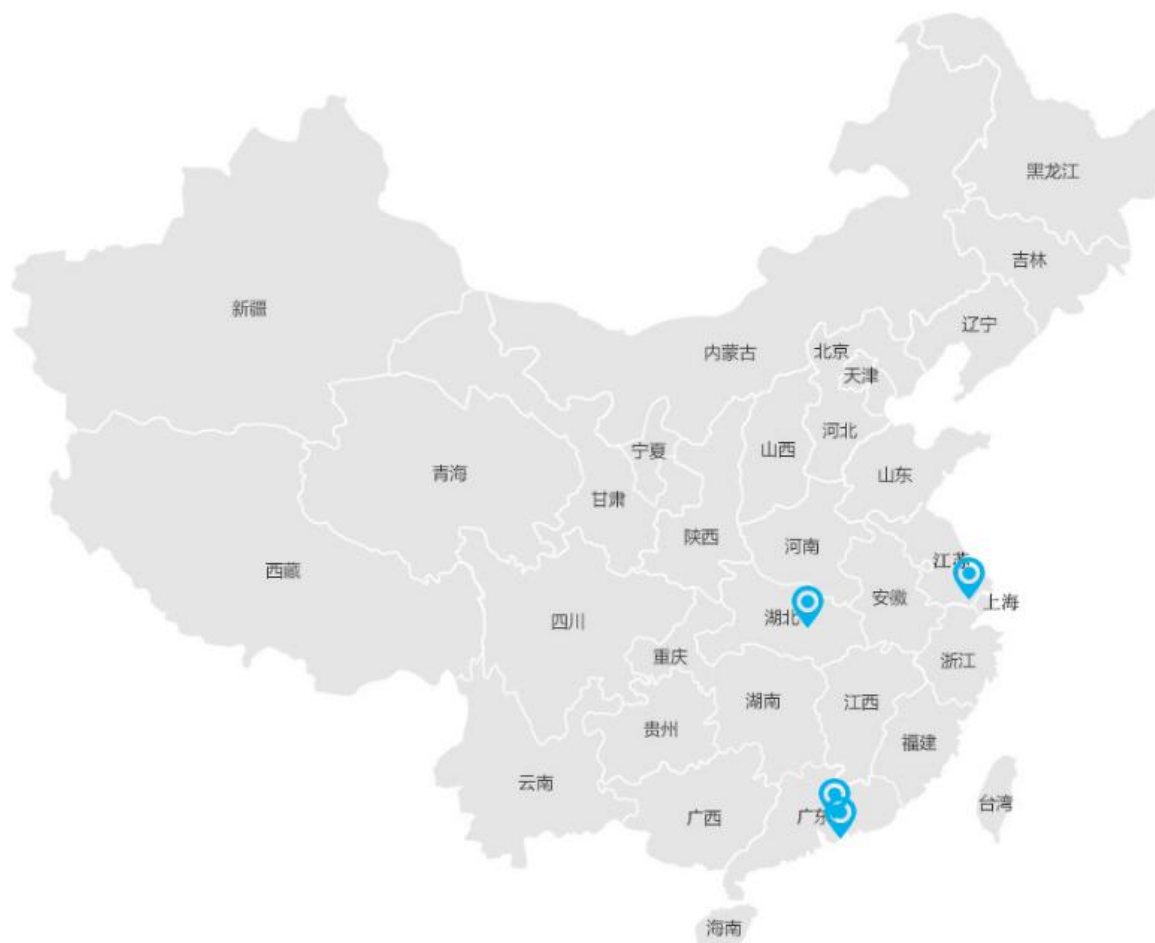 黑龙江
吉林
新疆
辽宁
内蒙古
北京
天津
河北
山西
宁夏
山东
青海
甘肃
陕西
河南
江苏
西藏
安徽
上海
湖北
四川
重庆
浙江
湖南
江西
贵州
福建
云南
台湾
广西
广东
海南